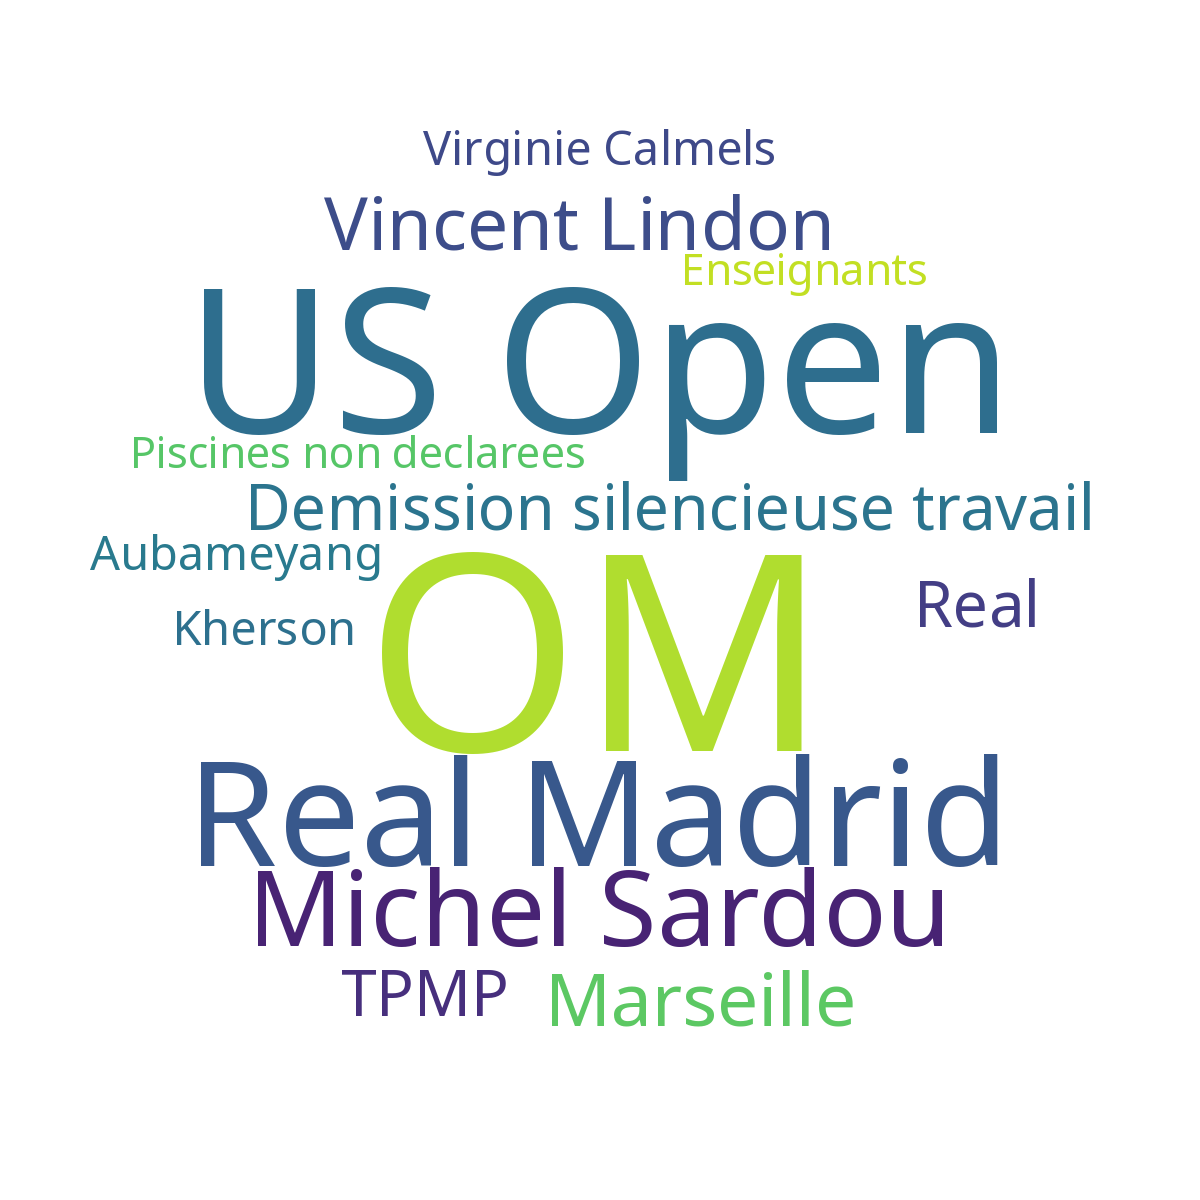 Virginie Calmels
Vincent Lindon
Enseignants
US Open
Piscines non declarees
Demission silencieuse travail
Aubameyang
Real
Kherson
OM
Real Madrid
Michel Sardou
TPMP
Marseille